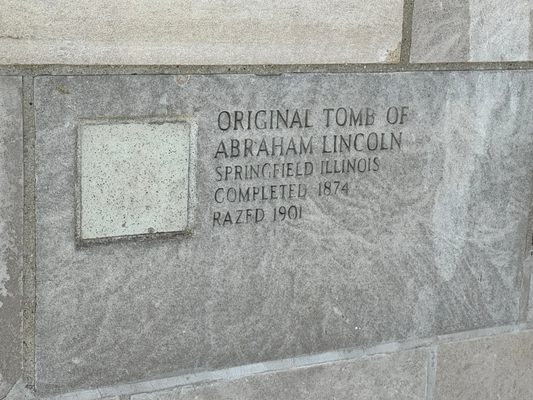 ORIGINAL TOMB OF
ABRAHAM LINCOLN
SPRINGFIELD ILLINOIS
COMPLETED 1874
RAZED 1901